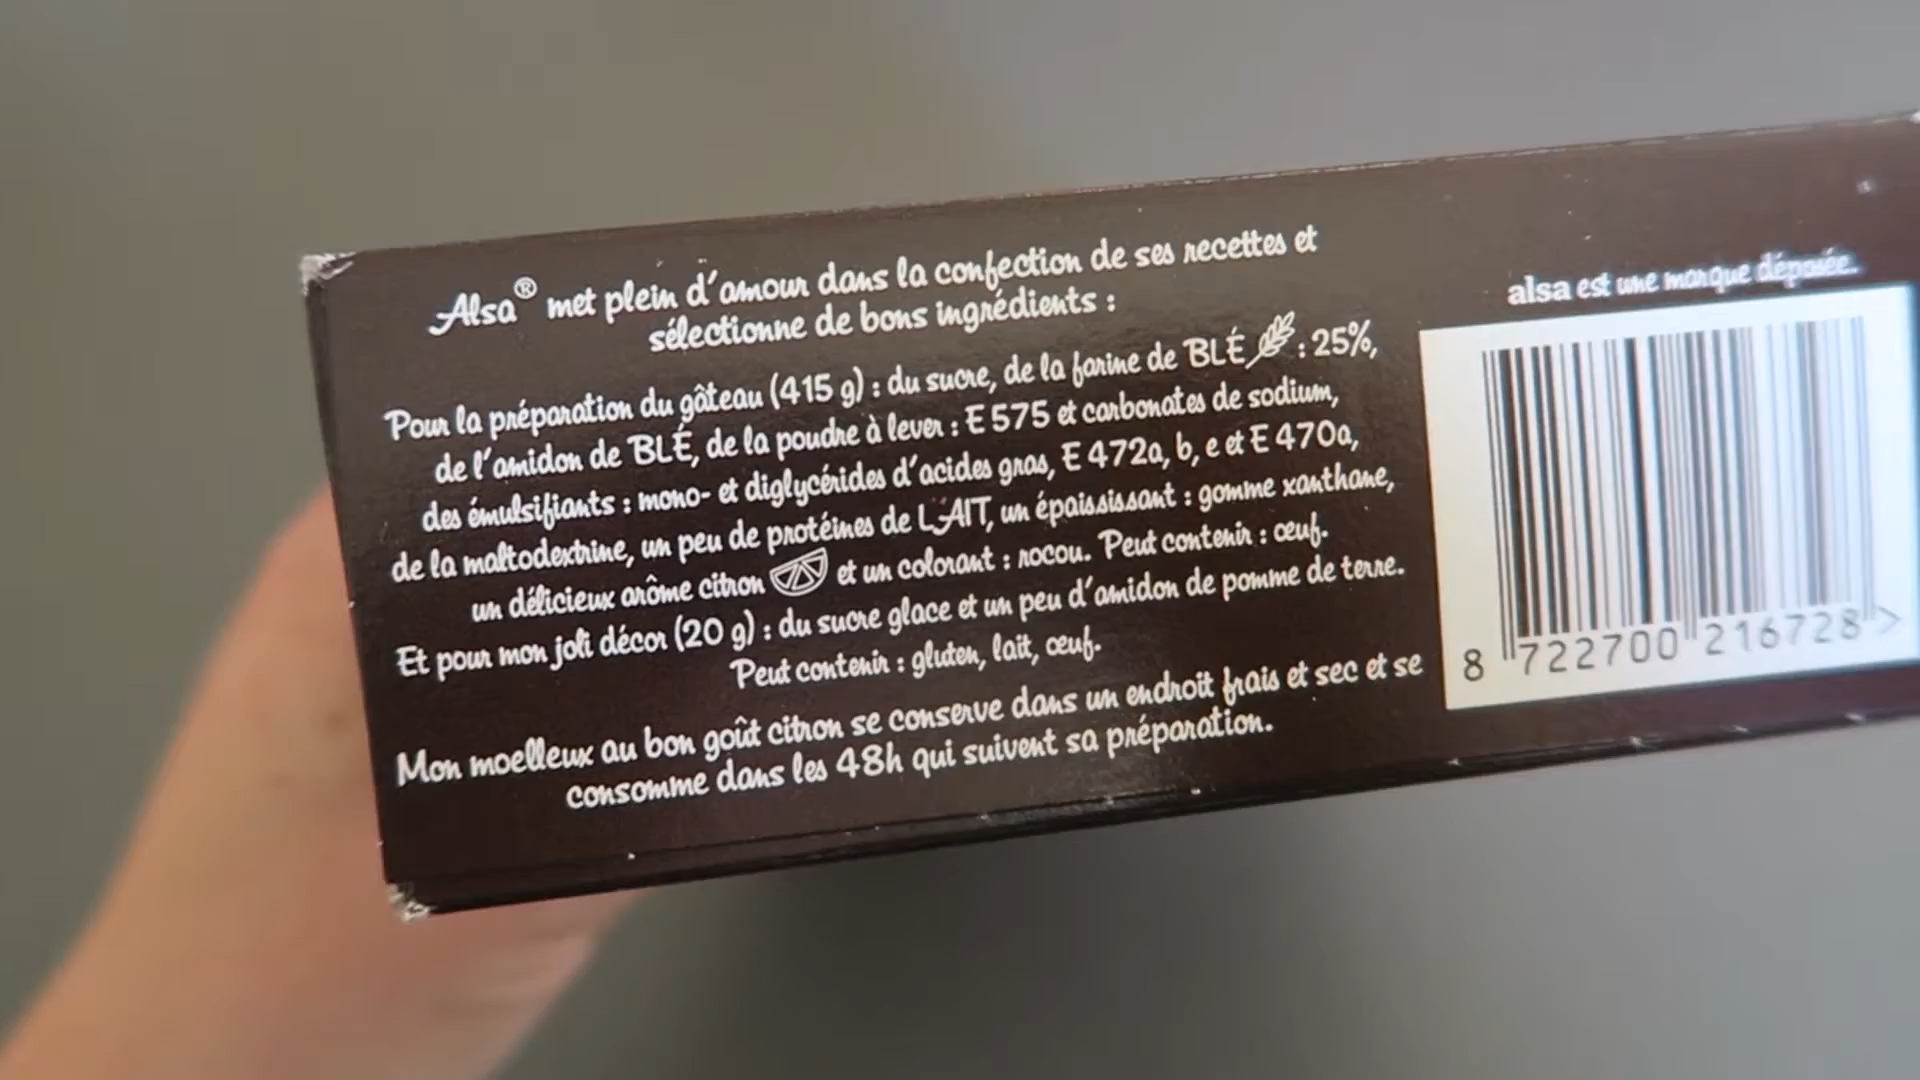 Alsa® met plein d'amour dans la confection de ses recettes et
sélectionne de bons ingrédients :
Pour la préparation du gâteau (415 g) : du sucre, de la farine de BLÉ : 25%,
de l'amidon de BLÉ, de la poudre à lever : E 575 et carbonates de sodium,
des émulsifiants : mono- et diglycérides d'acides gras, E 472a, b, e et E 470a,
de la maltodextrine, un peu de protéines de LAIT, un épaississant : gomme xanthane,
un délicieux arôme citron et un colorant : rocou. Peut contenir : œuf.
Et pour mon joli décor (20 g) : du sucre glace et un peu d'amidon de pomme de terre.
Peut contenir : gluten, lait, œuf.
Mon moelleux au bon goût citron se conserve dans un endroit frais et sec et se
consomme dans les 48h qui suivent sa préparation.
alsa est une marque déposée.
8 722700 216728 >